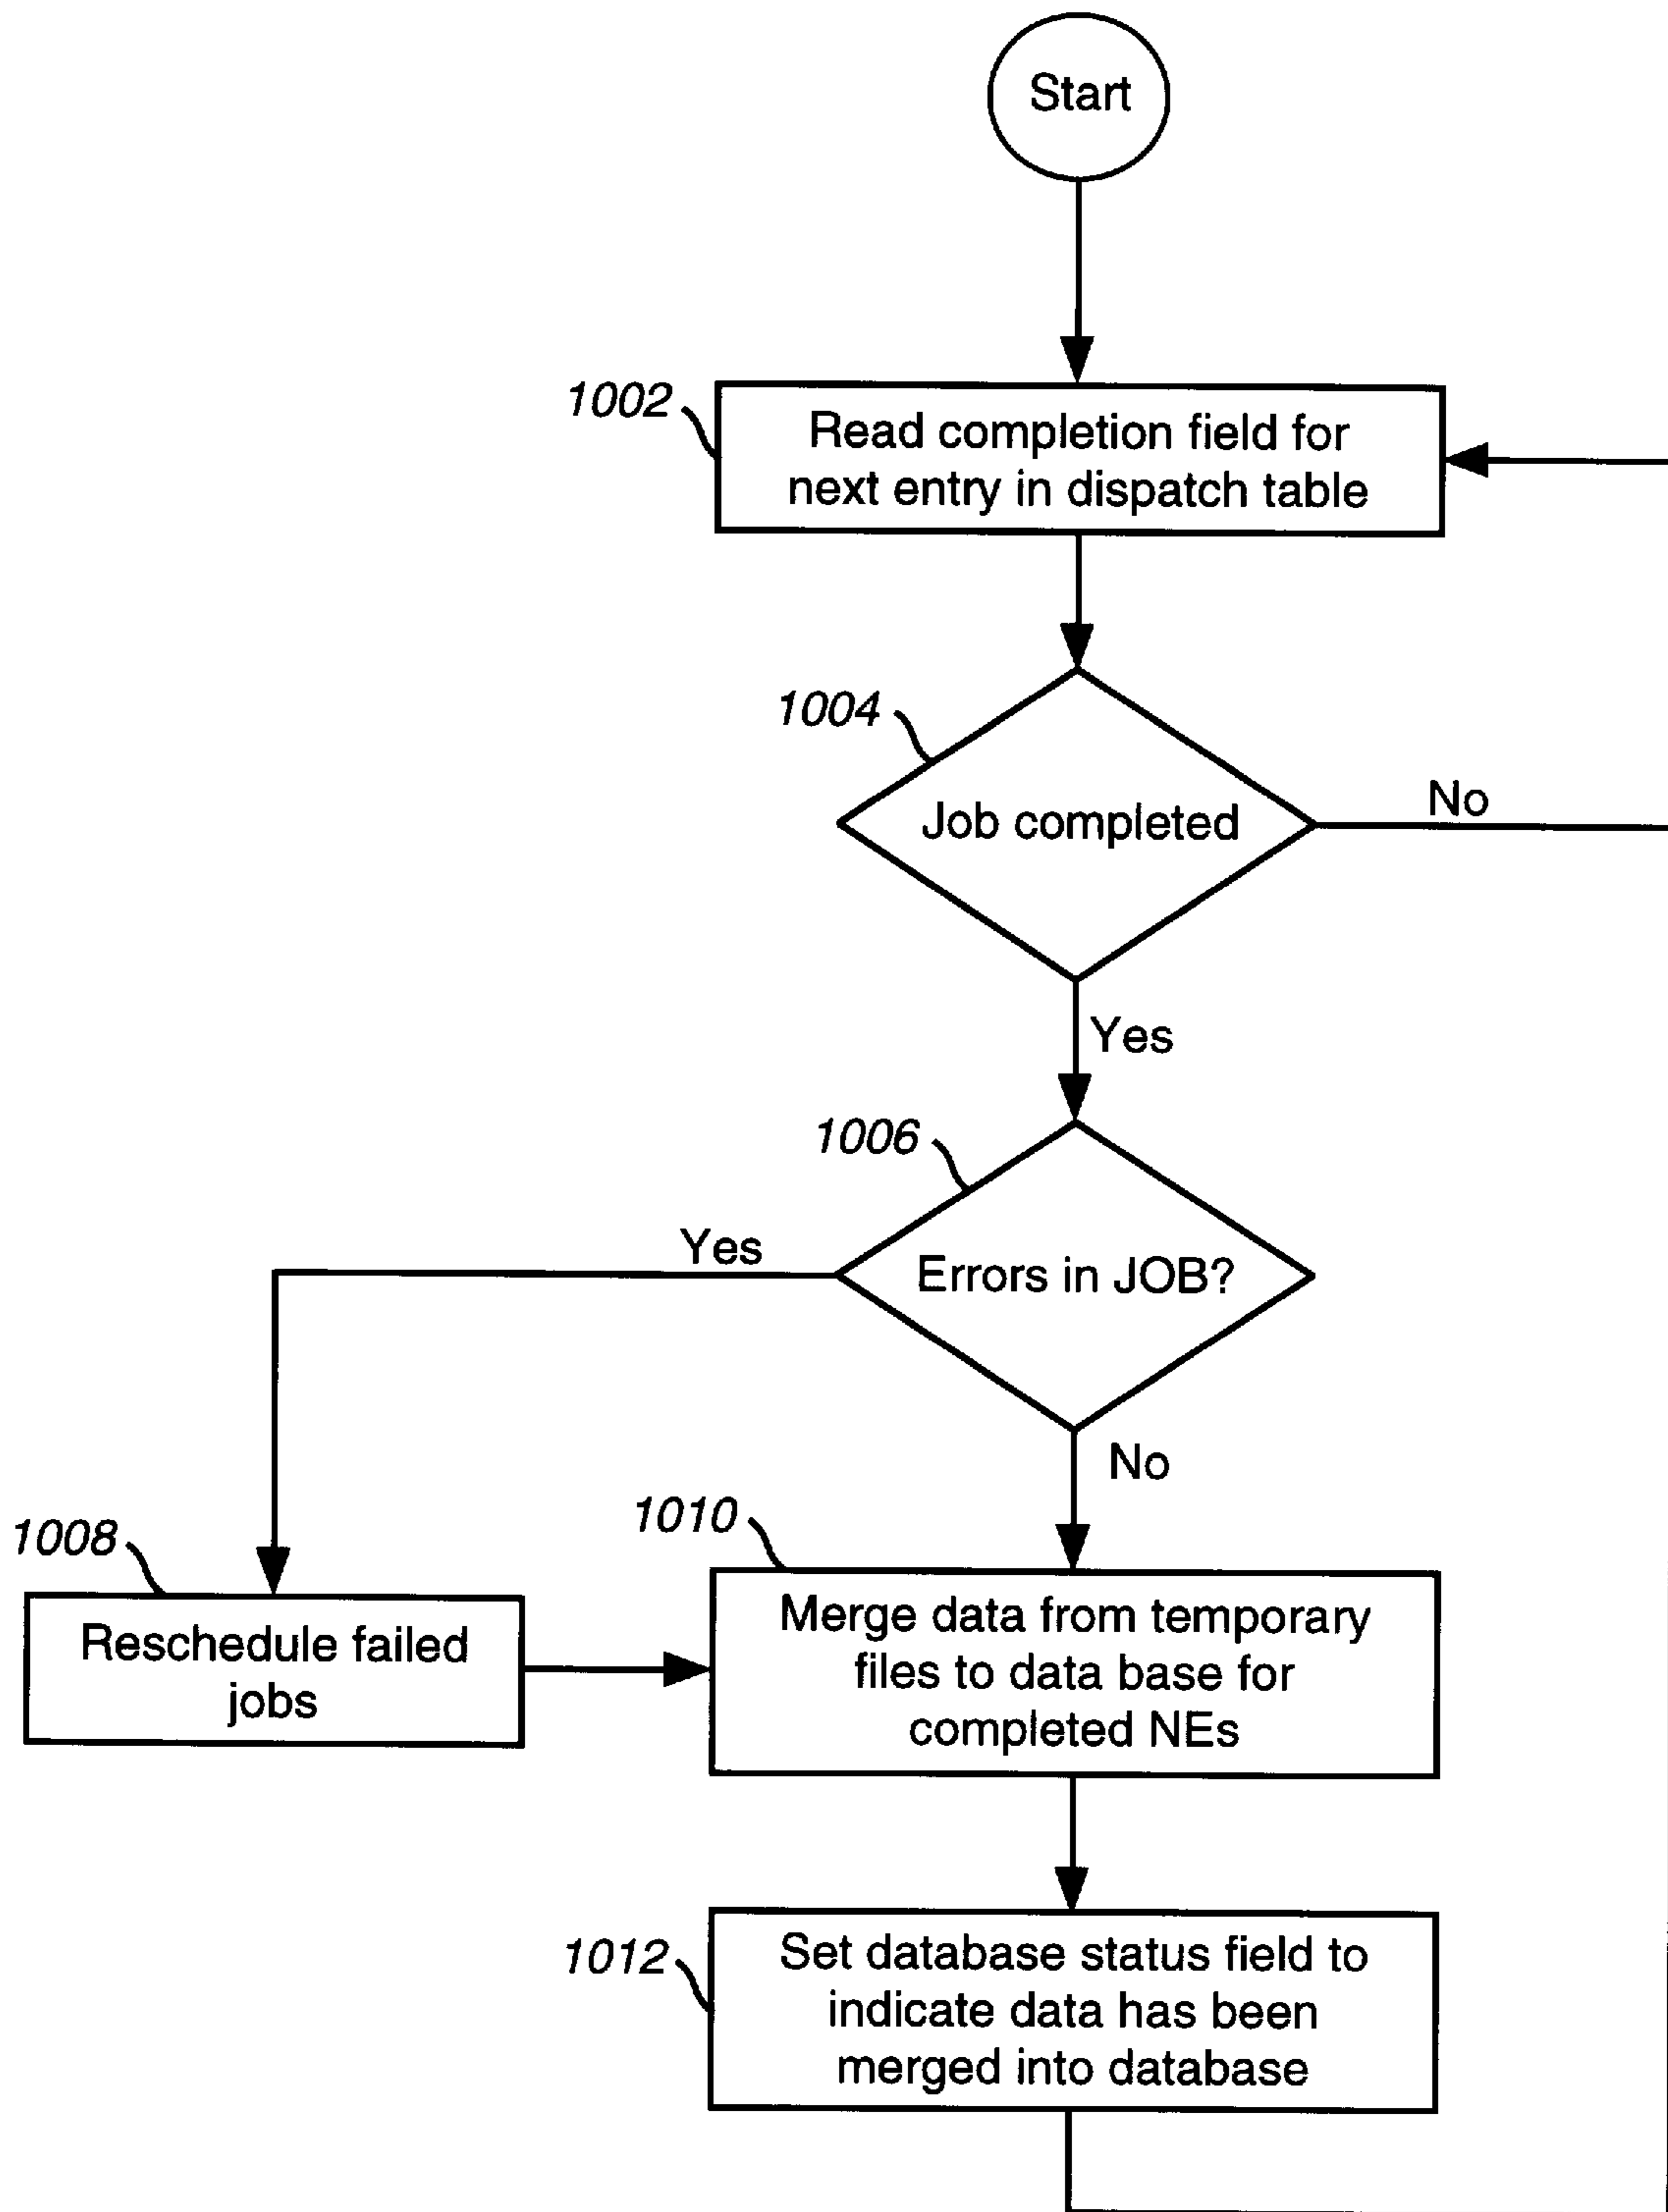 Start
1002
Read completion field for
next entry in dispatch table
1004
Job completed
No
Yes
1006
Errors in JOB?
Yes
No
1008
Reschedule failed
jobs
1010
Merge data from temporary
files to data base for
completed NEs
1012
Set database status field to
indicate data has been
merged into database